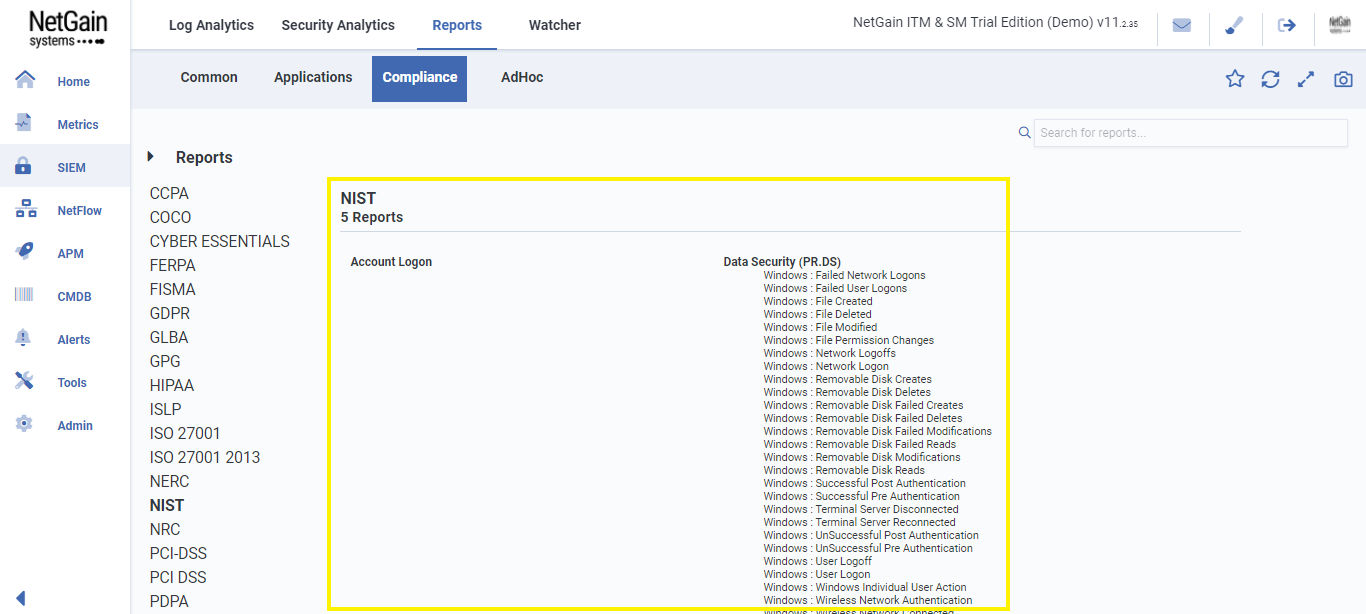 NetGain
systems
Log Analytics
Security Analytics
Reports
Watcher
NetGain ITM & SM Trial Edition (Demo) v11.2.35
NetGain
Home
Metrics
SIEM
NetFlow
APM
CMDB
Alerts
Tools
Admin
Common
Applications
Compliance
AdHoc
Search for reports...
Reports
CCPA
COCO
CYBER ESSENTIALS
FERPA
FISMA
GDPR
GLBA
GPG
HIPAA
ISLP
ISO 27001
ISO 27001 2013
NERC
NIST
NRC
PCI-DSS
PCI DSS
PDPA
NIST
5 Reports
Account Logon
Data Security (PR.DS)
Windows : Failed Network Logons
Windows : Failed User Logons
Windows : File Created
Windows : File Deleted
Windows : File Modified
Windows : File Permission Changes
Windows : Network Logoffs
Windows : Network Logon
Windows : Removable Disk Creates
Windows : Removable Disk Deletes
Windows : Removable Disk Failed Creates
Windows : Removable Disk Failed Deletes
Windows : Removable Disk Failed Modifications
Windows : Removable Disk Failed Reads
Windows : Removable Disk Modifications
Windows : Removable Disk Reads
Windows : Successful Post Authentication
Windows : Successful Pre Authentication
Windows : Terminal Server Disconnected
Windows : Terminal Server Reconnected
Windows : UnSuccessful Post Authentication
Windows : UnSuccessful Pre Authentication
Windows : User Logoff
Windows : User Logon
Windows : Windows Individual User Action
Windows : Wireless Network Authentication
Windows : Wireless Network Connected